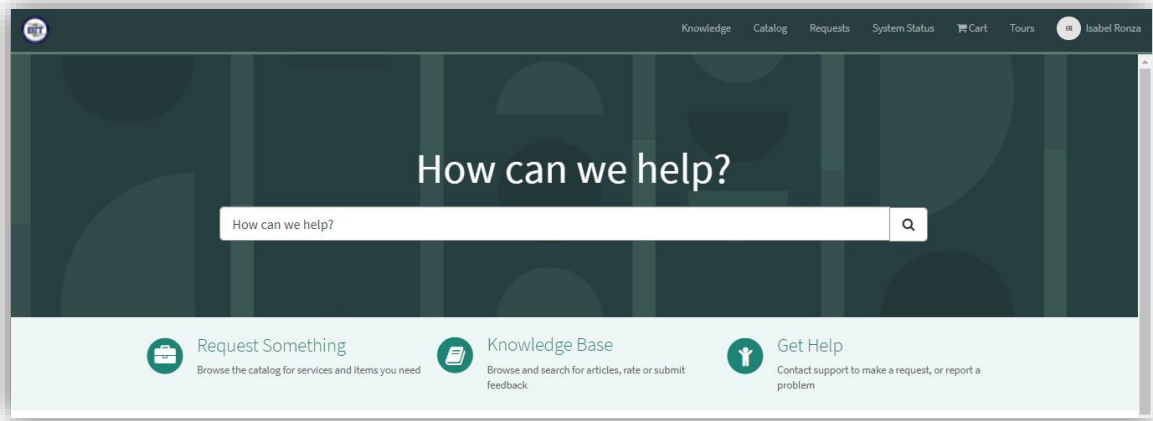 BIT
Knowledge Catalog Requests System Status Cart Tours IR Isabel Ronza
How can we help?
How can we help?
Request Something
Browse the catalog for services and items you need
Knowledge Base
Browse and search for articles, rate or submit
feedback
Get Help
Contact support to make a request, or report a
problem